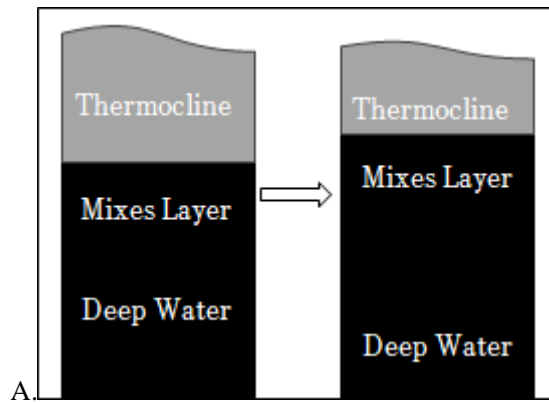 Thermocline
Mixes Layer
Deep Water
Thermocline
Mixes Layer
Deep Water
A.